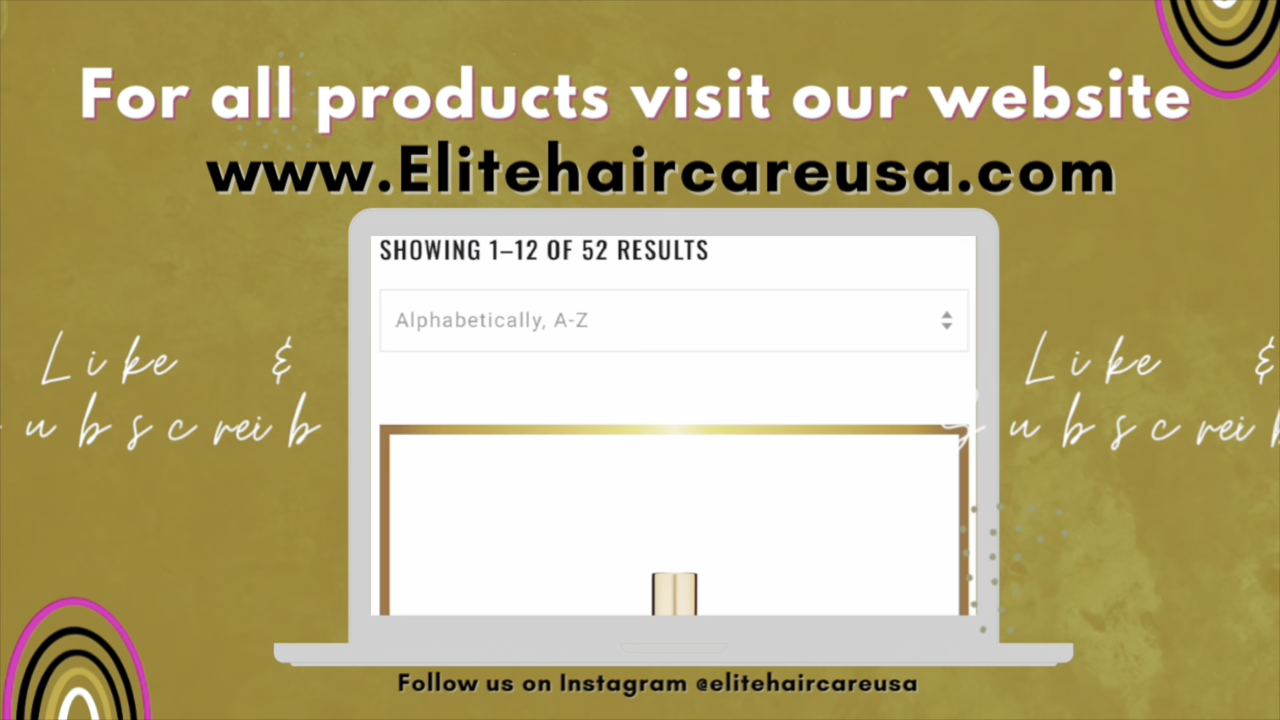 For all products visit our website
www.Elitehaircareusa.com
SHOWING 1–12 OF 52 RESULTS
Alphabetically, A-Z
Like &
ubscreib
Like &
Subscreib
Follow us on Instagram @elitehaircareusa